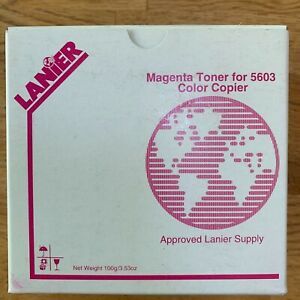 LANIER
Magenta Toner for 5603
Color Copier
Approved Lanier Supply
Net Weight 100g/3.53oz